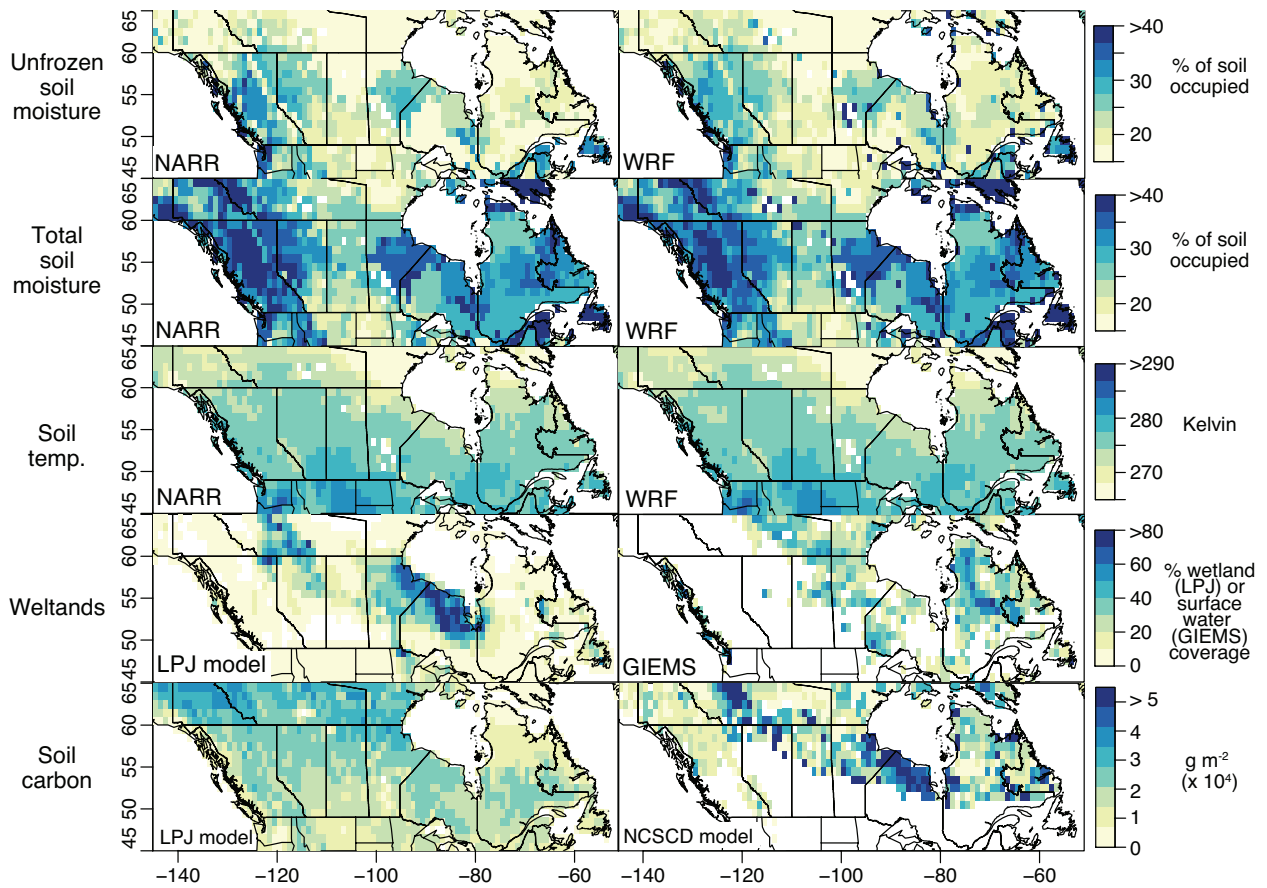 65
60
55
50
45
Unfrozen
soil
moisture
NARR
WRF
>40
30
20
% of soil
occupied
65
60
55
50
45
Total
soil
moisture
NARR
WRF
>40
30
20
% of soil
occupied
65
60
55
50
45
Soil
temp.
NARR
WRF
>290
280
270
Kelvin
65
60
55
50
45
Weltands
LPJ model
GIEMS
>80
60
40
20
0
% wetland
(LPJ) or
surface
water
(GIEMS)
coverage
65
60
55
50
45
Soil
carbon
LPJ model
NCSCD model
> 5
4
3
2
1
0
g m-2
(x 10⁴)
−140 −120 −100 −80 −60 −140 −120 −100 −80 −60